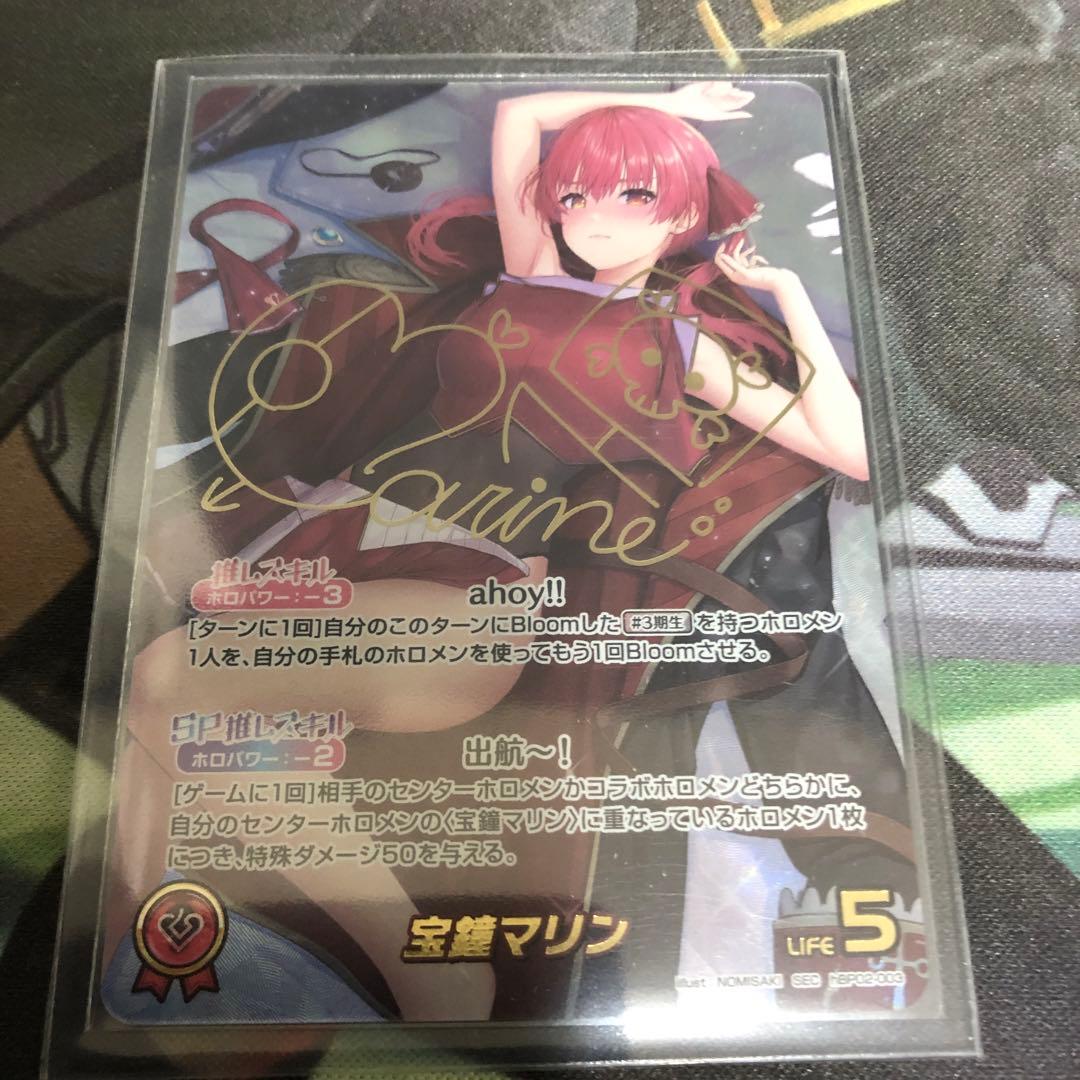 Marine
推しスキル
ホロパワー：－3
ahoy!!
[ターンに1回]自分のこのターンにBloomした #3期生 を持つホロメン
1人を、自分の手札のホロメンを使ってもう1回Bloomさせる。
SP推しスキル
ホロパワー：－2
出航～！
[ゲームに1回]相手のセンターホロメンかコラボホロメンどちらかに、
自分のセンターホロメンの〈宝鐘マリン〉に重なっているホロメン1枚
につき、特殊ダメージ50を与える。
宝鐘マリン
LIFE 5
illust NOMISAKI SEC hBP02-003